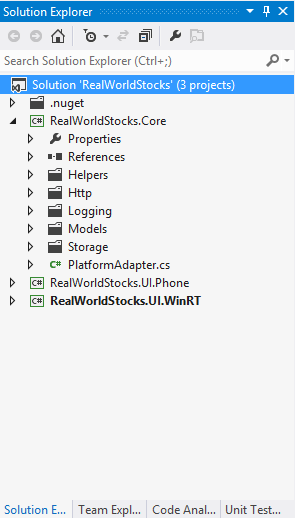 Solution Explorer
Search Solution Explorer (Ctrl+;)
Solution 'RealWorldStocks' (3 projects)
.nuget
C# RealWorldStocks.Core
Properties
References
Helpers
Http
Logging
Models
Storage
C# PlatformAdapter.cs
C# RealWorldStocks.UI.Phone
C# RealWorldStocks.UI.WinRT
Solution E... Team Expl... Code Anal... Unit Test...